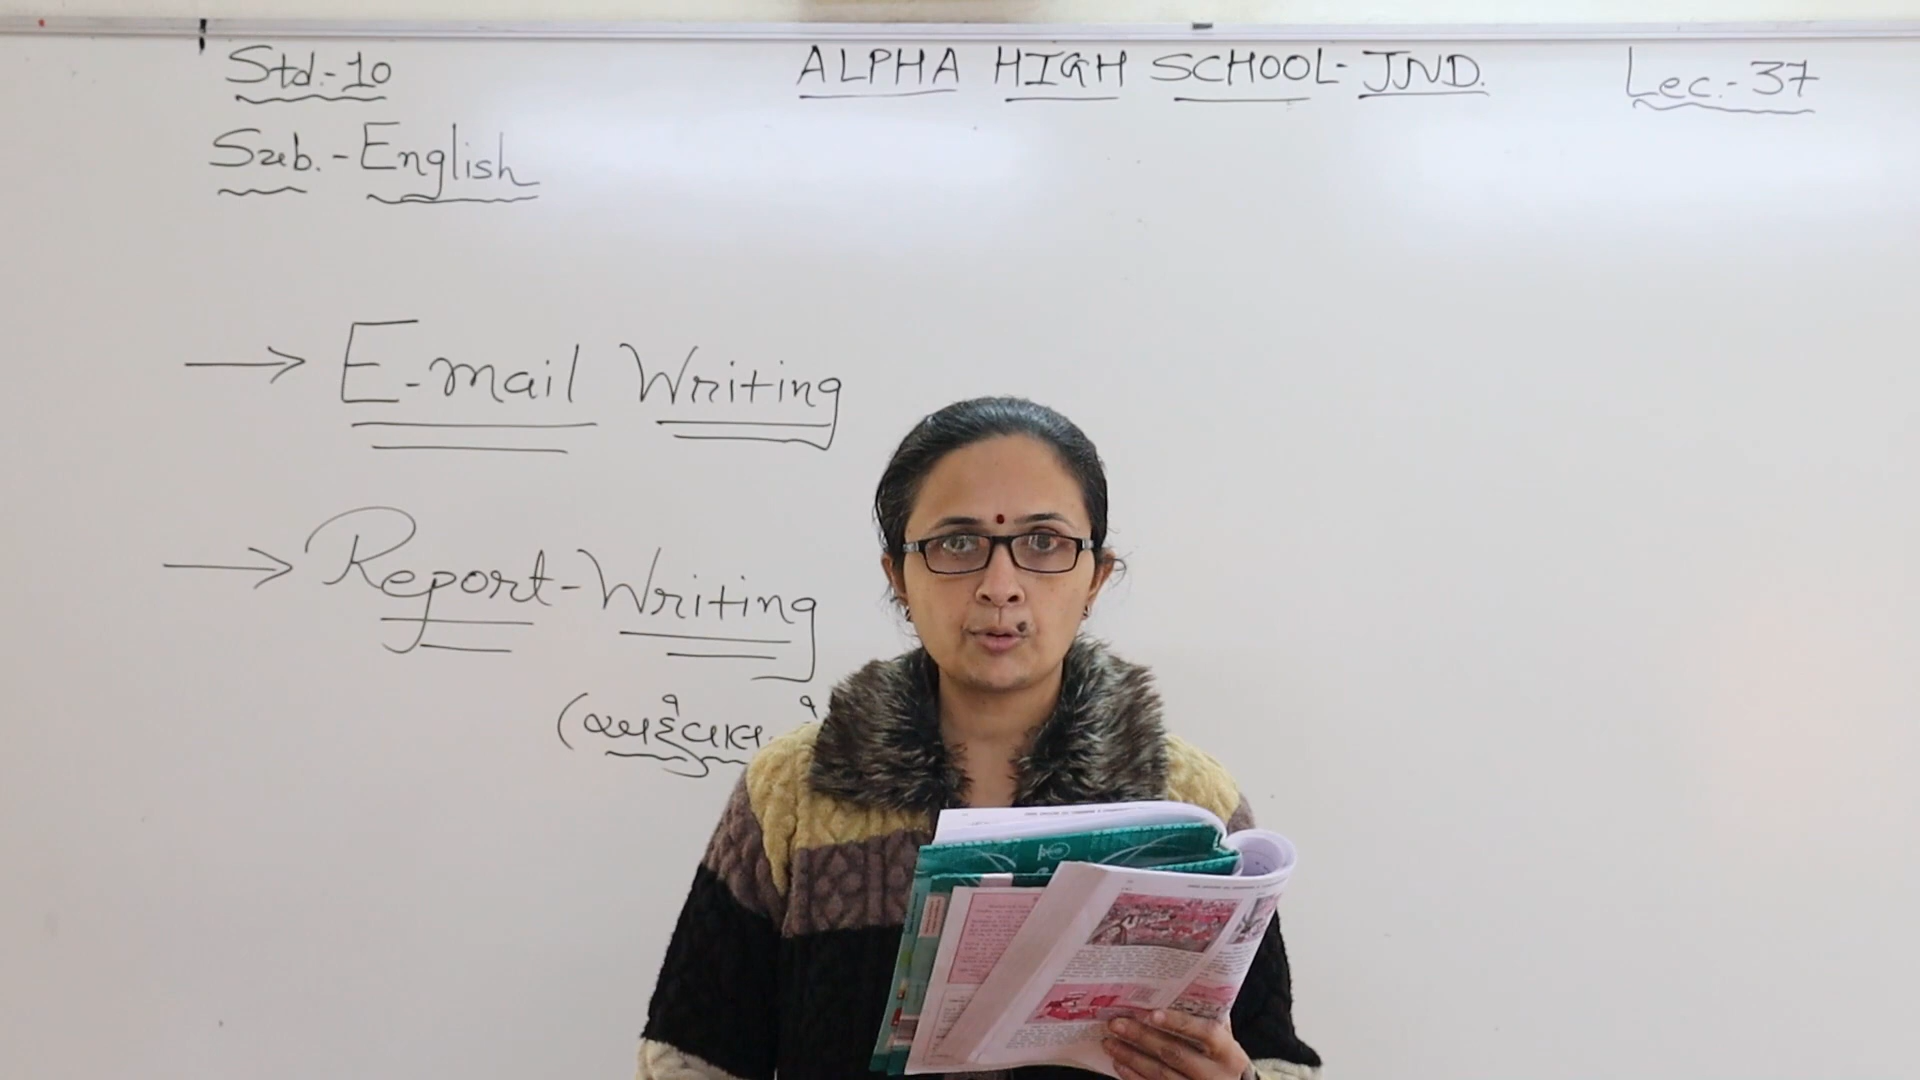 Std.-10 ALPHA HIGH SCHOOL-JND. Lec.-37
Sub.-English
→ E-mail Writing
→ Report-Writing